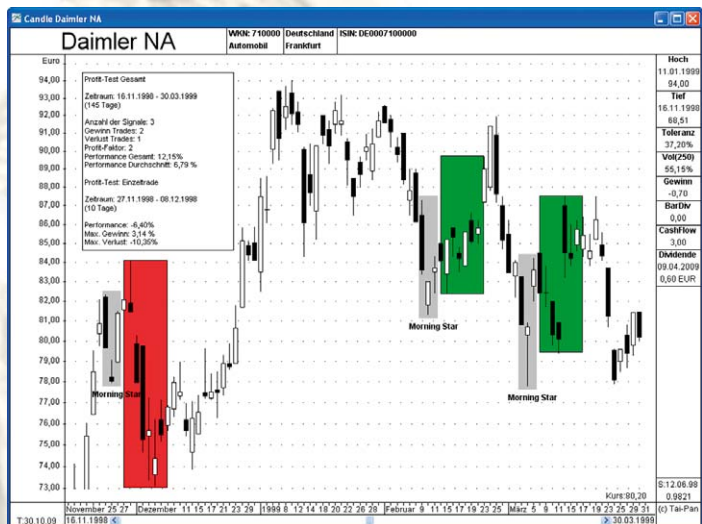 Candle Daimler NA
Daimler NA
WKN: 710000 Deutschland ISIN: DE0007100000
Automobil Frankfurt
Euro
94,00
93,00
92,00
91,00
90,00
89,00
88,00
87,00
86,00
85,00
84,00
83,00
82,00
81,00
80,00
79,00
78,00
77,00
76,00
75,00
74,00
73,00
Profit-Test Gesamt
Zeitraum: 16.11.1998 - 30.03.1999
(145 Tage)
Anzahl der Signale: 3
Gewinn Trades: 2
Verlust Trades: 1
Profit-Faktor: 2
Performance Gesamt: 12,15%
Performance Durchschnitt: 6,79 %
Profit-Test: Einzeltrade
Zeitraum: 27.11.1998 - 08.12.1998
(10 Tage)
Performance: -6,40%
Max. Gewinn: 3,14 %
Max. Verlust: -10,35%
Morning Star
Morning Star
Morning Star
Kurs:80,20
Hoch
11.01.1999
94,00
Tief
16.11.1998
68,51
Toleranz
37,20%
Vol(250)
55,15%
Gewinn
-0,70
BarDiv
0,00
CashFlow
3,00
Dividende
09.04.2009
0,60 EUR
S:12.06.98
0.9821
(c) Tai-Pan
November 25 27 Dezember 11 15 17 21 23 29 1999 8 12 14 18 20 22 26 28 Februar 9 11 15 17 19 23 25 März 5 9 11 15 17 19 23 25 29 31
T:30.10.09 16.11.1998 30.03.1999